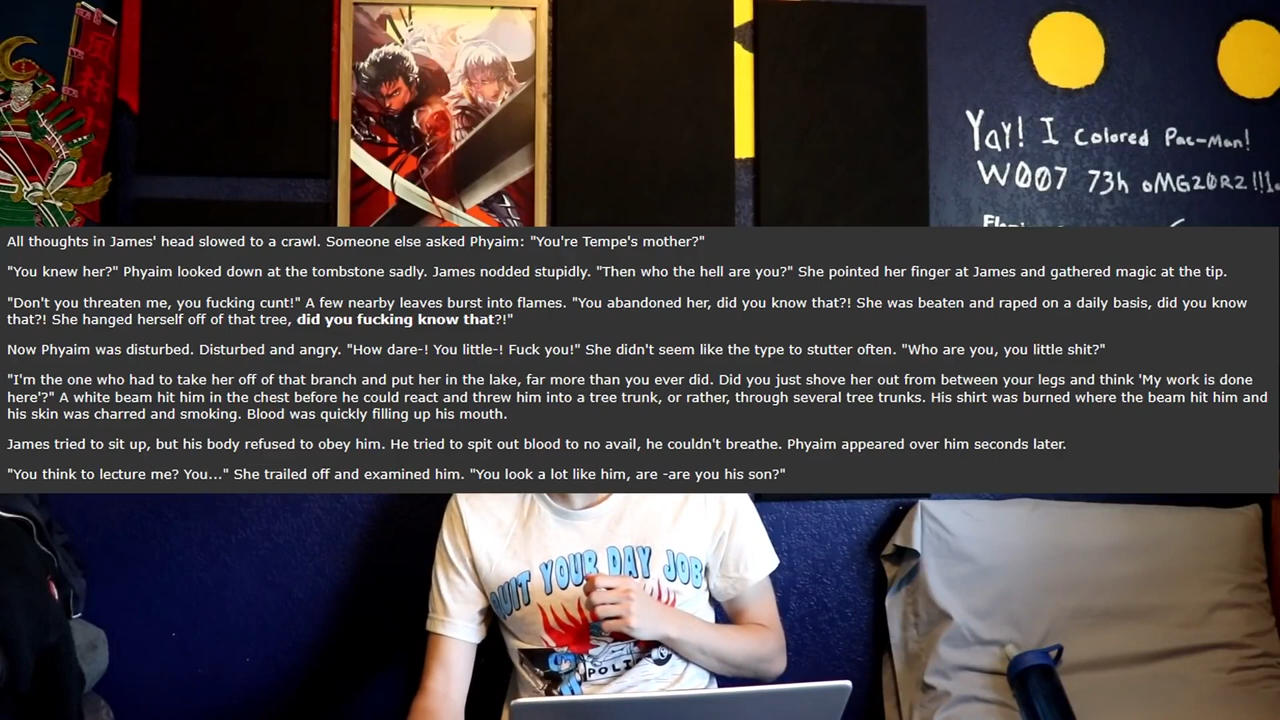 Yay! I Colored Pac-Man!
W007 73h oMG20R2!!1
All thoughts in James' head slowed to a crawl. Someone else asked Phyaim: "You're Tempe's mother?"
"You knew her?" Phyaim looked down at the tombstone sadly. James nodded stupidly. "Then who the hell are you?" She pointed her finger at James and gathered magic at the tip.
"Don't you threaten me, you fucking cunt!" A few nearby leaves burst into flames. "You abandoned her, did you know that?! She was beaten and raped on a daily basis, did you know
that?! She hanged herself off of that tree, did you fucking know that?!"
Now Phyaim was disturbed. Disturbed and angry. "How dare-! You little-! Fuck you!" She didn't seem like the type to stutter often. "Who are you, you little shit?"
"I'm the one who had to take her off of that branch and put her in the lake, far more than you ever did. Did you just shove her out from between your legs and think 'My work is done
here'?" A white beam hit him in the chest before he could react and threw him into a tree trunk, or rather, through several tree trunks. His shirt was burned where the beam hit him and
his skin was charred and smoking. Blood was quickly filling up his mouth.
James tried to sit up, but his body refused to obey him. He tried to spit out blood to no avail, he couldn't breathe. Phyaim appeared over him seconds later.
"You think to lecture me? You..." She trailed off and examined him. "You look a lot like him, are -are you his son?"
QUIT YOUR DAY JOB
POLI